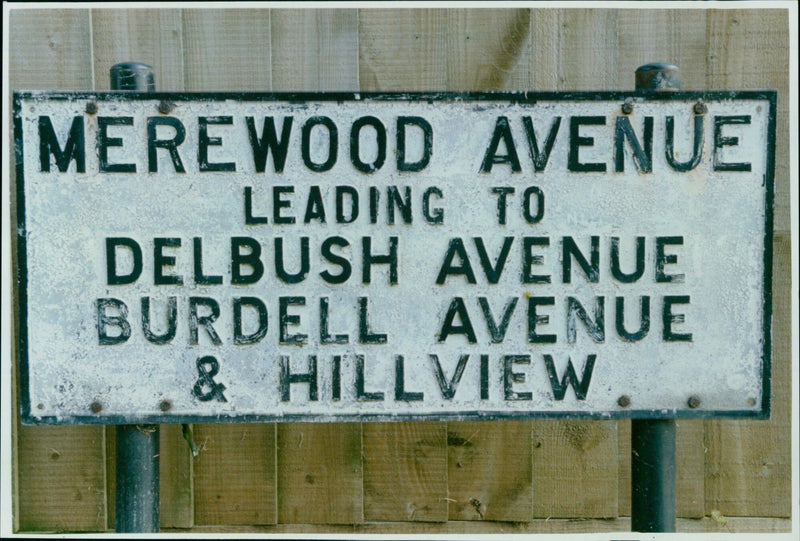 MEREWOOD AVENUE
LEADING TO
DELBUSH AVENUE
BURDELL AVENUE
& HILLVIEW